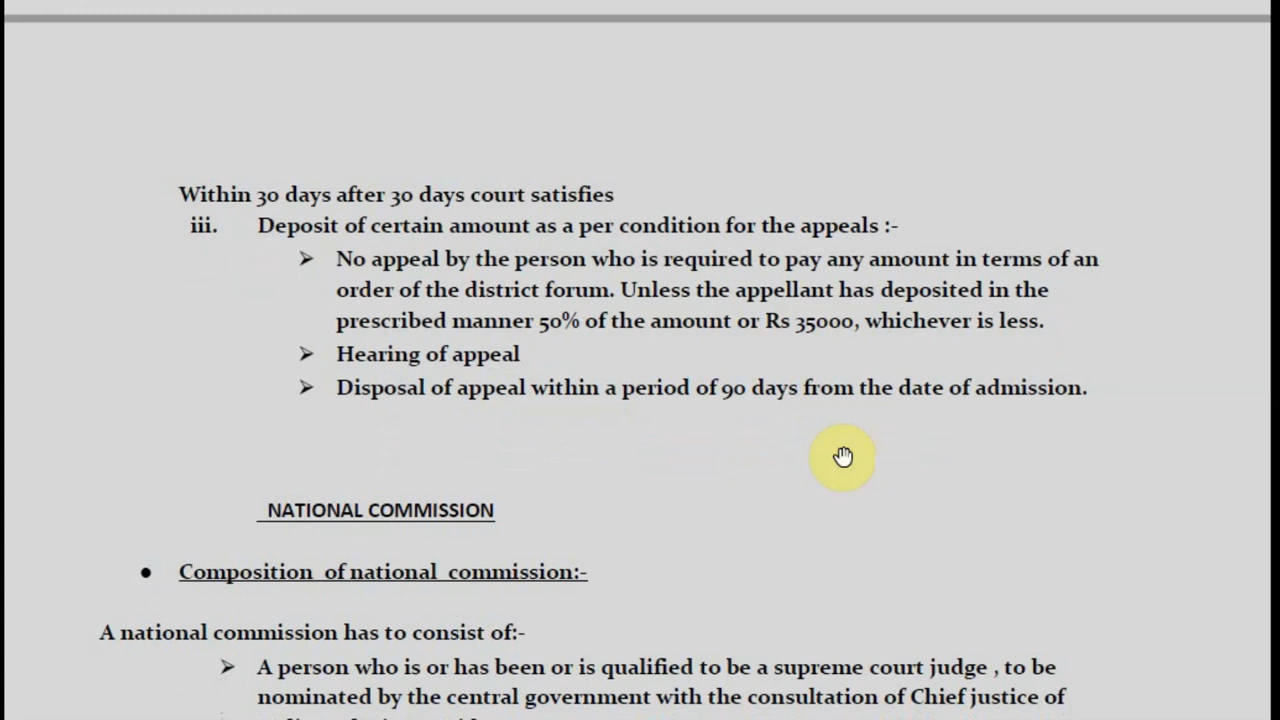 Within 30 days after 30 days court satisfies
iii. Deposit of certain amount as a per condition for the appeals :-
➢ No appeal by the person who is required to pay any amount in terms of an
order of the district forum. Unless the appellant has deposited in the
prescribed manner 50% of the amount or Rs 35000, whichever is less.
➢ Hearing of appeal
➢ Disposal of appeal within a period of 90 days from the date of admission.
NATIONAL COMMISSION
● Composition of national commission:-
A national commission has to consist of:-
➢ A person who is or has been or is qualified to be a supreme court judge , to be
nominated by the central government with the consultation of Chief justice of